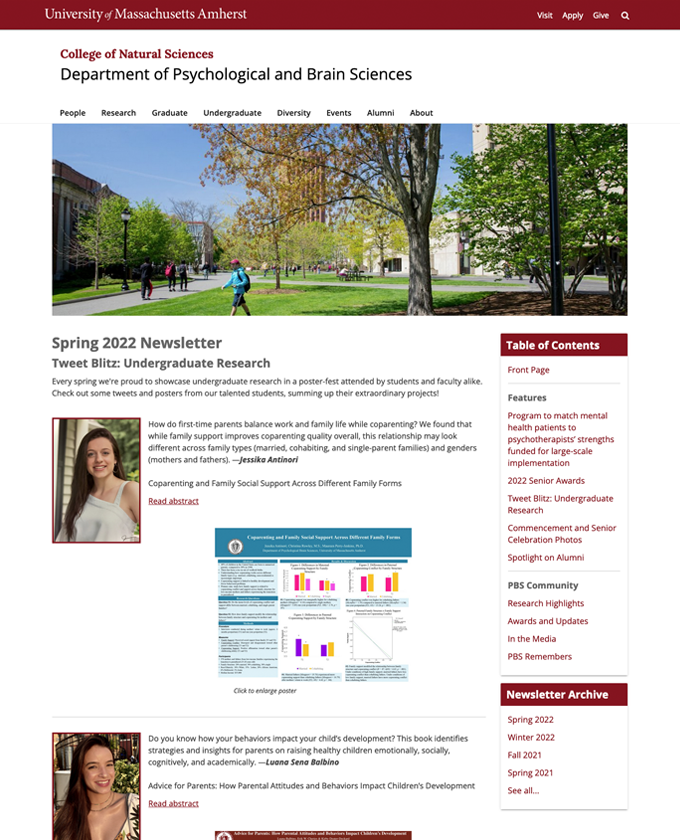 University of Massachusetts Amherst
Visit Apply Give
College of Natural Sciences
Department of Psychological and Brain Sciences
People Research Graduate Undergraduate Diversity Events Alumni About
Spring 2022 Newsletter
Tweet Blitz: Undergraduate Research
Every spring we're proud to showcase undergraduate research in a poster-fest attended by students and faculty alike.
Check out some tweets and posters from our talented students, summing up their extraordinary projects!
How do first-time parents balance work and family life while coparenting? We found that
while family support improves coparenting quality overall, this relationship may look
different across family types (married, cohabiting, and single-parent families) and genders
(mothers and fathers). —Jessika Antinori
Coparenting and Family Social Support Across Different Family Forms
Read abstract
Coparenting and Family Social Support Across Different Family Forms
Click to enlarge poster
Do you know how your behaviors impact your child's development? This book identifies
strategies and insights for parents on raising healthy children emotionally, socially,
cognitively, and academically. —Luana Sena Balbino
Advice for Parents: How Parental Attitudes and Behaviors Impact Children's Development
Read abstract
Advice for Parents: How Parental Attitudes and Behaviors Impact Children's Development
Table of Contents
Front Page
Features
Program to match mental
health patients to
psychotherapists' strengths
funded for large-scale
implementation
2022 Senior Awards
Tweet Blitz: Undergraduate
Research
Commencement and Senior
Celebration Photos
Spotlight on Alumni
PBS Community
Research Highlights
Awards and Updates
In the Media
PBS Remembers
Newsletter Archive
Spring 2022
Winter 2022
Fall 2021
Spring 2021
See all...